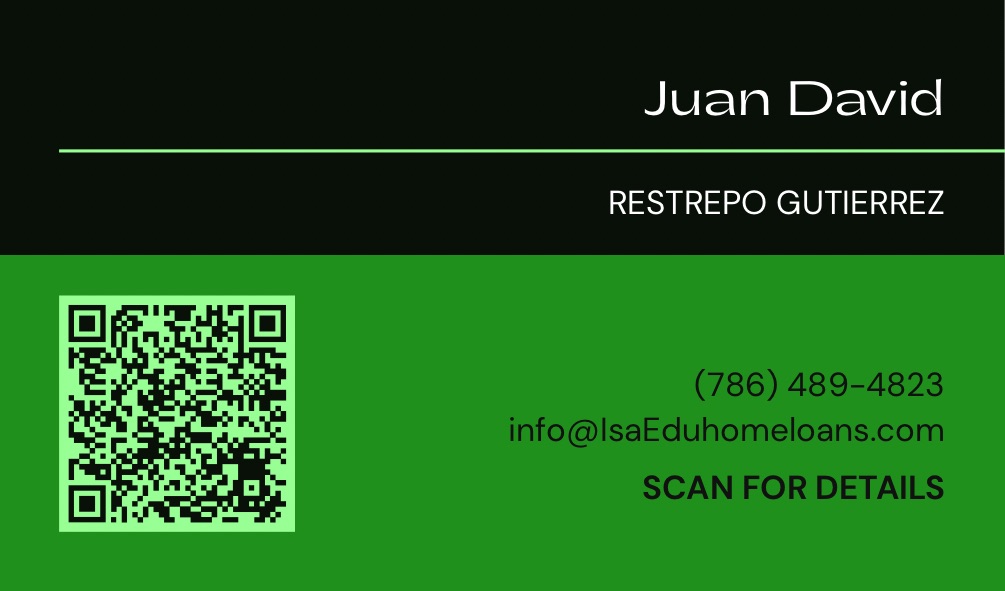 Juan David
RESTREPO GUTIERREZ
(786) 489-4823
info@IsaEduhomeloans.com
SCAN FOR DETAILS